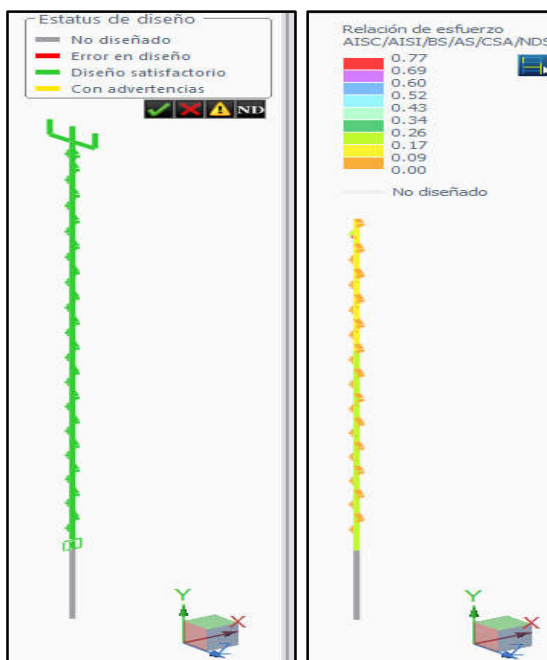 Estatus de diseño
No diseñado
Error en diseño
Diseño satisfactorio
Con advertencias
ND
Y
X
Z
Relación de esfuerzo
AISC/AISI/BS/AS/CSA/NDS
0.77
0.69
0.60
0.52
0.43
0.34
0.26
0.17
0.09
0.00
No diseñado
Y
X
Z